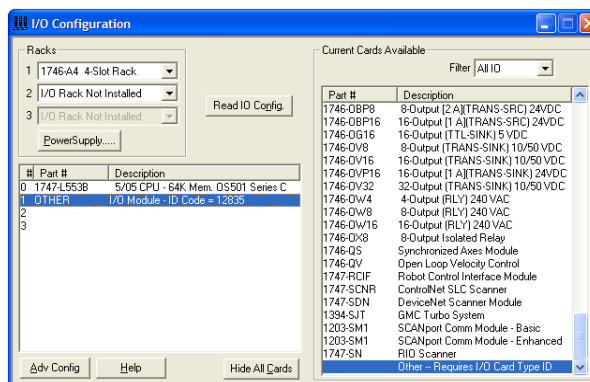 I/O Configuration
Racks
1 1746-A4 4-Slot Rack
2 I/O Rack Not Installed
3 I/O Rack Not Installed
PowerSupply.....
Read IO Config.
# Part # Description
0 1747-L553B 5/05 CPU - 64K Mem. OS501 Series C
1 OTHER I/O Module - ID Code = 12835
2
3
Adv Config
Help
Hide All Cards
Current Cards Available
Filter All IO
Part # Description
1746-OBP8 8-Output (2 A)(TRANS-SRC) 24VDC
1746-OBP16 16-Output (1 A)(TRANS-SRC) 24VDC
1746-OG16 16-Output (TTL-SINK) 5 VDC
1746-OV8 8-Output (TRANS-SINK) 10/50 VDC
1746-OV16 16-Output (TRANS-SINK) 10/50 VDC
1746-OVP16 16-Output (1 A)(TRANS-SINK) 24VDC
1746-OV32 32-Output (TRANS-SINK) 10/50 VDC
1746-OW4 4-Output (RLY) 240 VAC
1746-OW8 8-Output (RLY) 240 VAC
1746-OW16 16-Output (RLY) 240 VAC
1746-OX8 8-Output Isolated Relay
1746-QS Synchronized Axes Module
1746-QV Open Loop Velocity Control
1747-RCIF Robot Control Interface Module
1747-SCNR ControlNet SLC Scanner
1747-SDN DeviceNet Scanner Module
1394-SJT GMC Turbo System
1203-SM1 SCANport Comm Module - Basic
1203-SM1 SCANport Comm Module - Enhanced
1747-SN RIO Scanner
Other -- Requires I/O Card Type ID